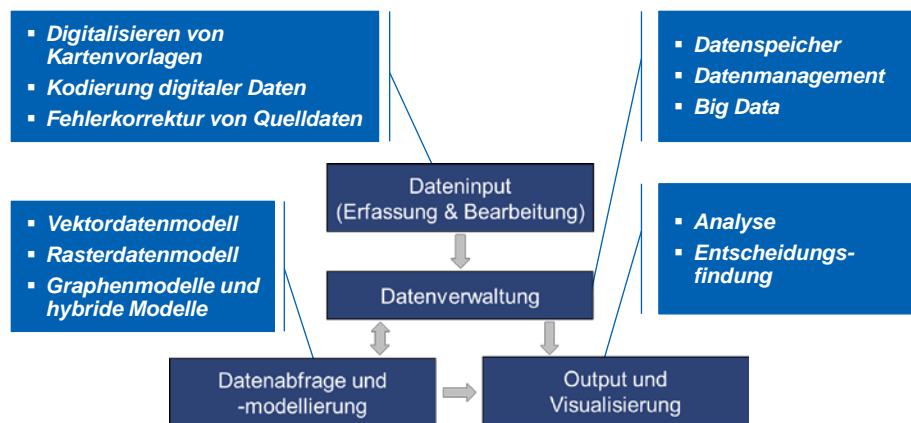 ▪ Digitalisieren von
Kartenvorlagen
▪ Kodierung digitaler Daten
▪ Fehlerkorrektur von Quelldaten
▪ Datenspeicher
▪ Datenmanagement
▪ Big Data
Dateninput
(Erfassung & Bearbeitung)
▪ Vektordatenmodell
▪ Rasterdatenmodell
▪ Graphenmodelle und
hybride Modelle
▪ Analyse
▪ Entscheidungs-
findung
Datenverwaltung
Datenabfrage und
-modellierung
Output und
Visualisierung